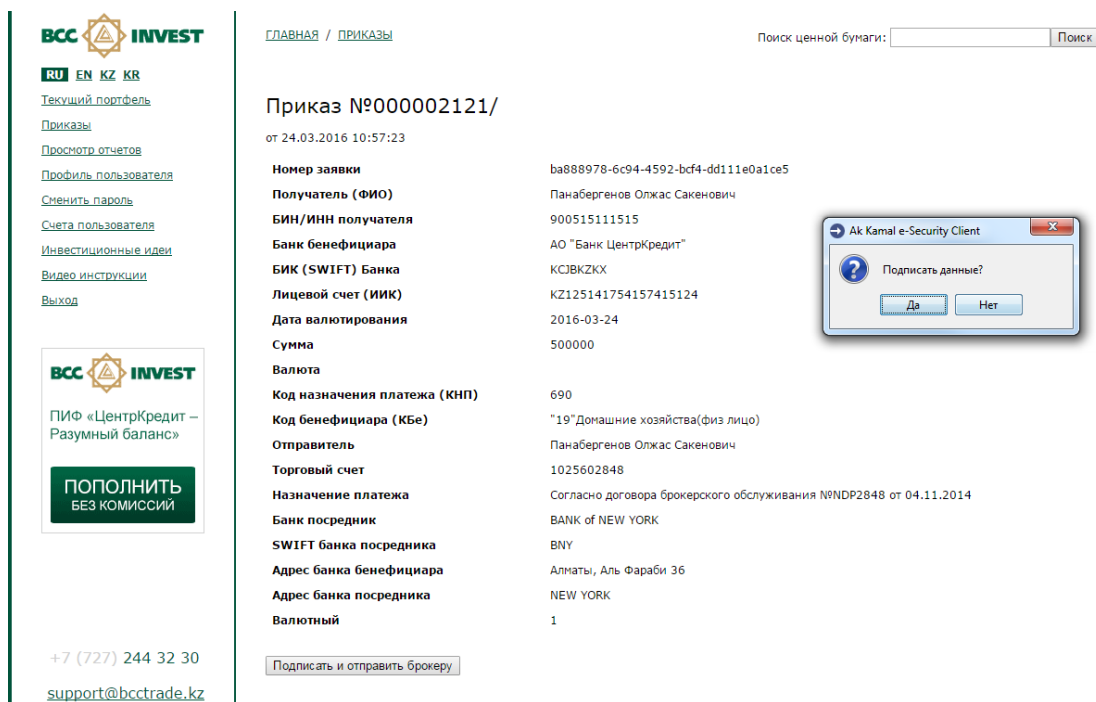 BCC INVEST
RU EN KZ KR
Текущий портфель
Приказы
Просмотр отчетов
Профиль пользователя
Сменить пароль
Счета пользователя
Инвестиционные идеи
Видео инструкции
Выход
BCC INVEST
ПИФ «ЦентрКредит –
Разумный баланс»
ПОПОЛНИТЬ
БЕЗ КОМИССИЙ
+7 (727) 244 32 30
support@bcctrade.kz
ГЛАВНАЯ / ПРИКАЗЫ
Поиск ценной бумаги: Поиск
Приказ №000002121/
от 24.03.2016 10:57:23
Номер заявки ba888978-6c94-4592-bcf4-dd111e0a1ce5
Получатель (ФИО) Панабергенов Олжас Сакенович
БИН/ИНН получателя 900515111515
Банк бенефициара АО "Банк ЦентрКредит"
БИК (SWIFT) Банка KCJBKZKX
Лицевой счет (ИИК) KZ125141754157415124
Дата валютирования 2016-03-24
Сумма 500000
Валюта
Код назначения платежа (КНП) 690
Код бенефициара (КБе) "19"Домашние хозяйства(физ лицо)
Отправитель Панабергенов Олжас Сакенович
Торговый счет 1025602848
Назначение платежа Согласно договора брокерского обслуживания №NDP2848 от 04.11.2014
Банк посредник BANK of NEW YORK
SWIFT банка посредника BNY
Адрес банка бенефициара Алматы, Аль Фараби 36
Адрес банка посредника NEW YORK
Валютный 1
Подписать и отправить брокеру
Ak Kamal e-Security Client
Подписать данные?
Да Нет